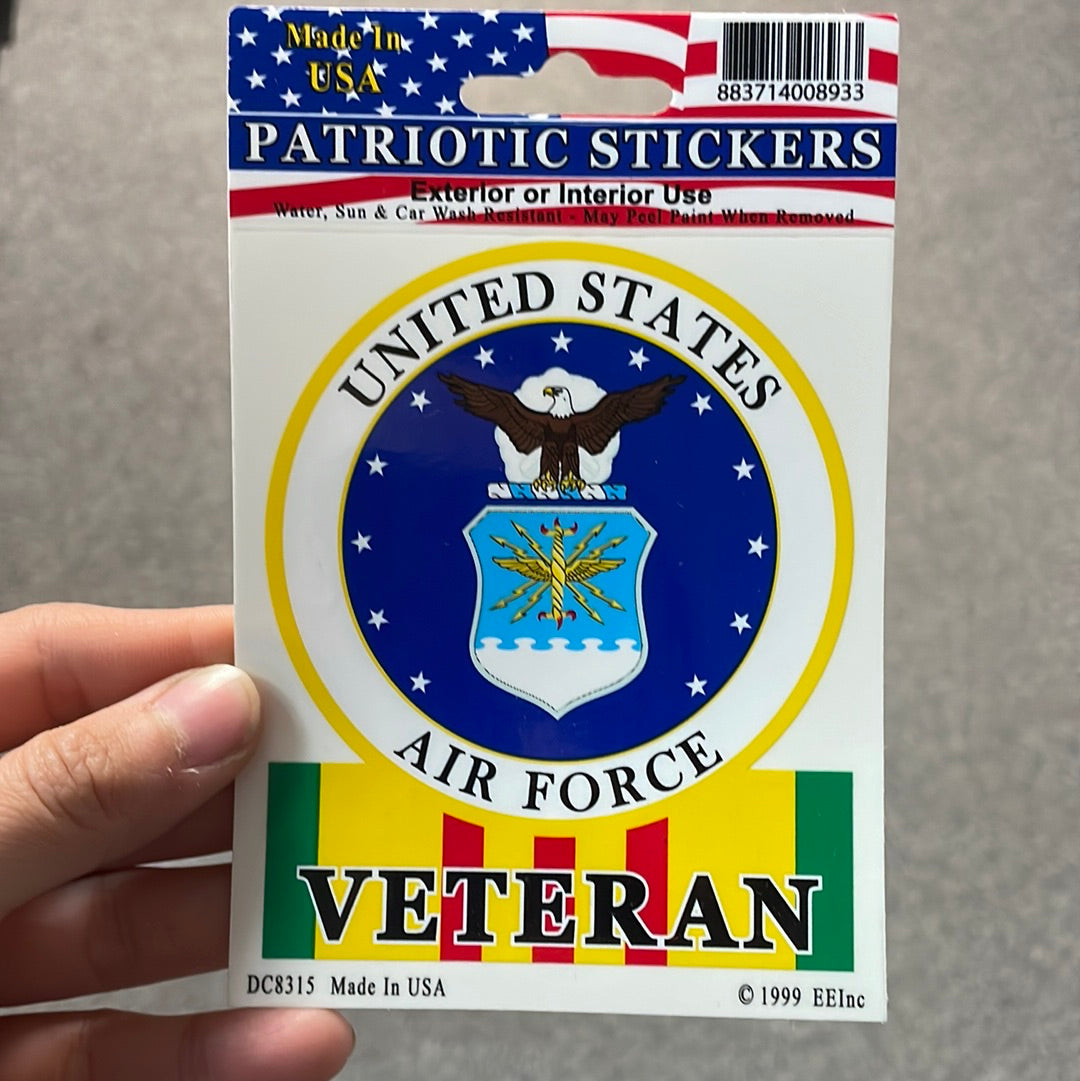 Made In
USA
883714008933
PATRIOTIC STICKERS
Exterior or Interior Use
Water, Sun & Car Wash Resistant - May Peel Paint When Removed
UNITED STATES
AIR FORCE
VETERAN
DC8315 Made In USA
© 1999 EEInc